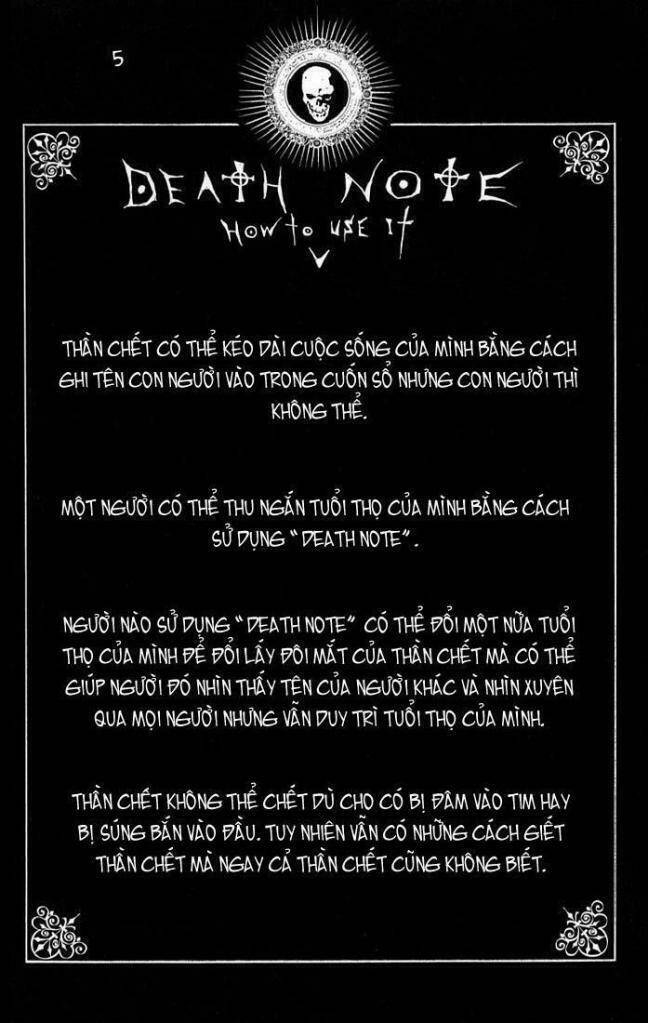 5
DEATH NOTE
HOW TO USE IT
THẦN CHẾT CÓ THỂ KÉO DÀI CUỘC SỐNG CỦA MÌNH BẰNG CÁCH
GHI TÊN CON NGƯỜI VÀO TRONG CUỐN SỔ NHƯNG CON NGƯỜI THÌ
KHÔNG THỂ.
MỘT NGƯỜI CÓ THỂ THU NGẮN TUỔI THỌ CỦA MÌNH BẰNG CÁCH
SỬ DỤNG "DEATH NOTE".
NGƯỜI NÀO SỬ DỤNG "DEATH NOTE" CÓ THỂ ĐỔI MỘT NỮA TUỔI
THỌ CỦA MÌNH ĐỂ ĐỔI LẤY ĐÔI MẮT CỦA THẦN CHẾT MÀ CÓ THỂ
GIÚP NGƯỜI ĐÓ NHÌN THẤY TÊN CỦA NGƯỜI KHÁC VÀ NHÌN XUYÊN
QUA MỌI NGƯỜI NHƯNG VẪN DUY TRÌ TUỔI THỌ CỦA MÌNH.
THẦN CHẾT KHÔNG THỂ CHẾT DÙ CHO CÓ BỊ ĐÂM VÀO TIM HAY
BỊ SÚNG BẮN VÀO ĐẦU. TUY NHIÊN VẪN CÓ NHỮNG CÁCH GIẾT
THẦN CHẾT MÀ NGAY CẢ THẦN CHẾT CŨNG KHÔNG BIẾT.